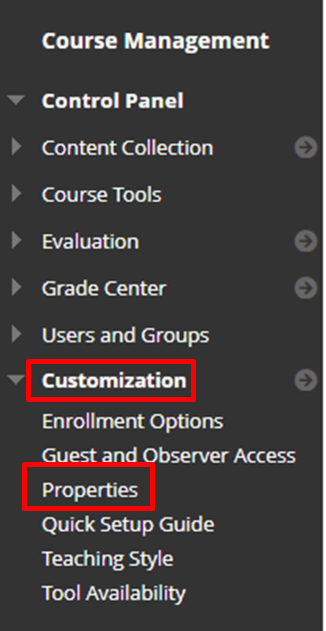 Course Management
Control Panel
Content Collection
Course Tools
Evaluation
Grade Center
Users and Groups
Customization
Enrollment Options
Guest and Observer Access
Properties
Quick Setup Guide
Teaching Style
Tool Availability